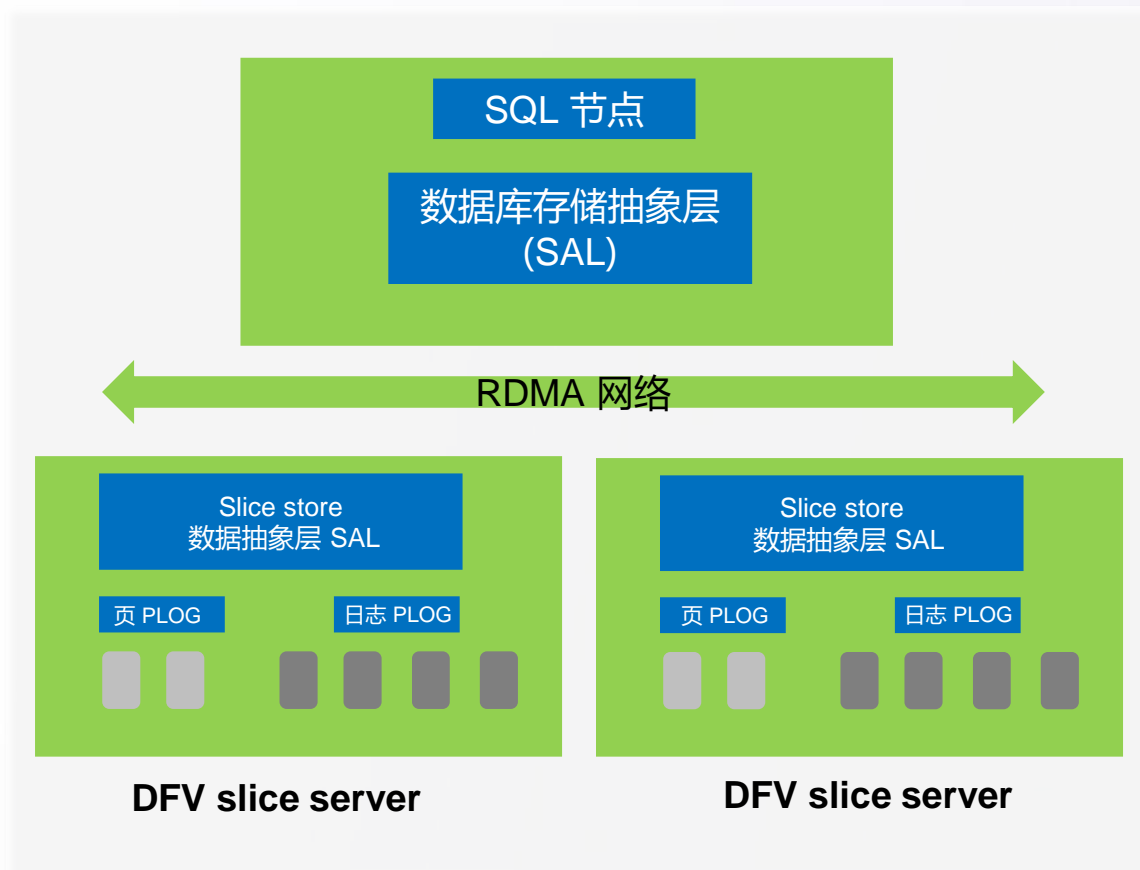 SQL 节点
数据库存储抽象层
(SAL)
RDMA 网络
Slice store
数据抽象层 SAL
页 PLOG
日志 PLOG
DFV slice server
Slice store
数据抽象层 SAL
页 PLOG
日志 PLOG
DFV slice server